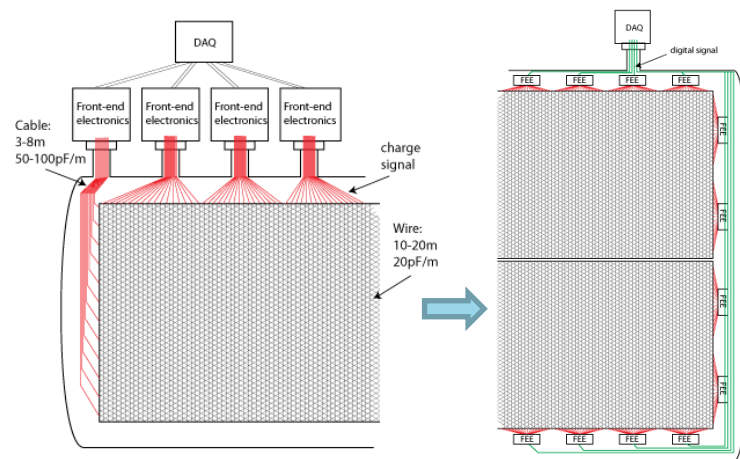 DAQ
Front-end
electronics
Front-end
electronics
Front-end
electronics
Front-end
electronics
Cable:
3-8m
50-100pF/m
charge
signal
Wire:
10-20m
20pF/m
DAQ
digital signal
FEE
FEE
FEE
FEE
FEE
FEE
FEE
FEE
FEE
FEE
FEE
FEE